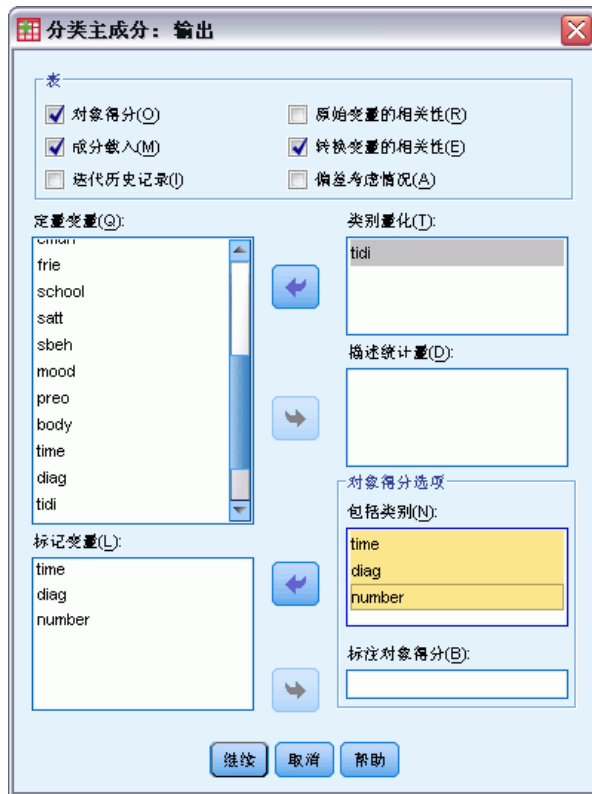 分类主成分：输出
表
对象得分(O)
原始变量的相关性(R)
成分载入(M)
转换变量的相关性(E)
迭代历史记录(I)
偏差考虑情况(A)
定量变量(Q):
frie
school
satt
sbeh
mood
preo
body
time
diag
tidi
类别量化(T):
tidi
描述统计量(D):
对象得分选项
包括类别(N):
time
diag
number
标记变量(L):
time
diag
number
标注对象得分(B):
继续
取消
帮助